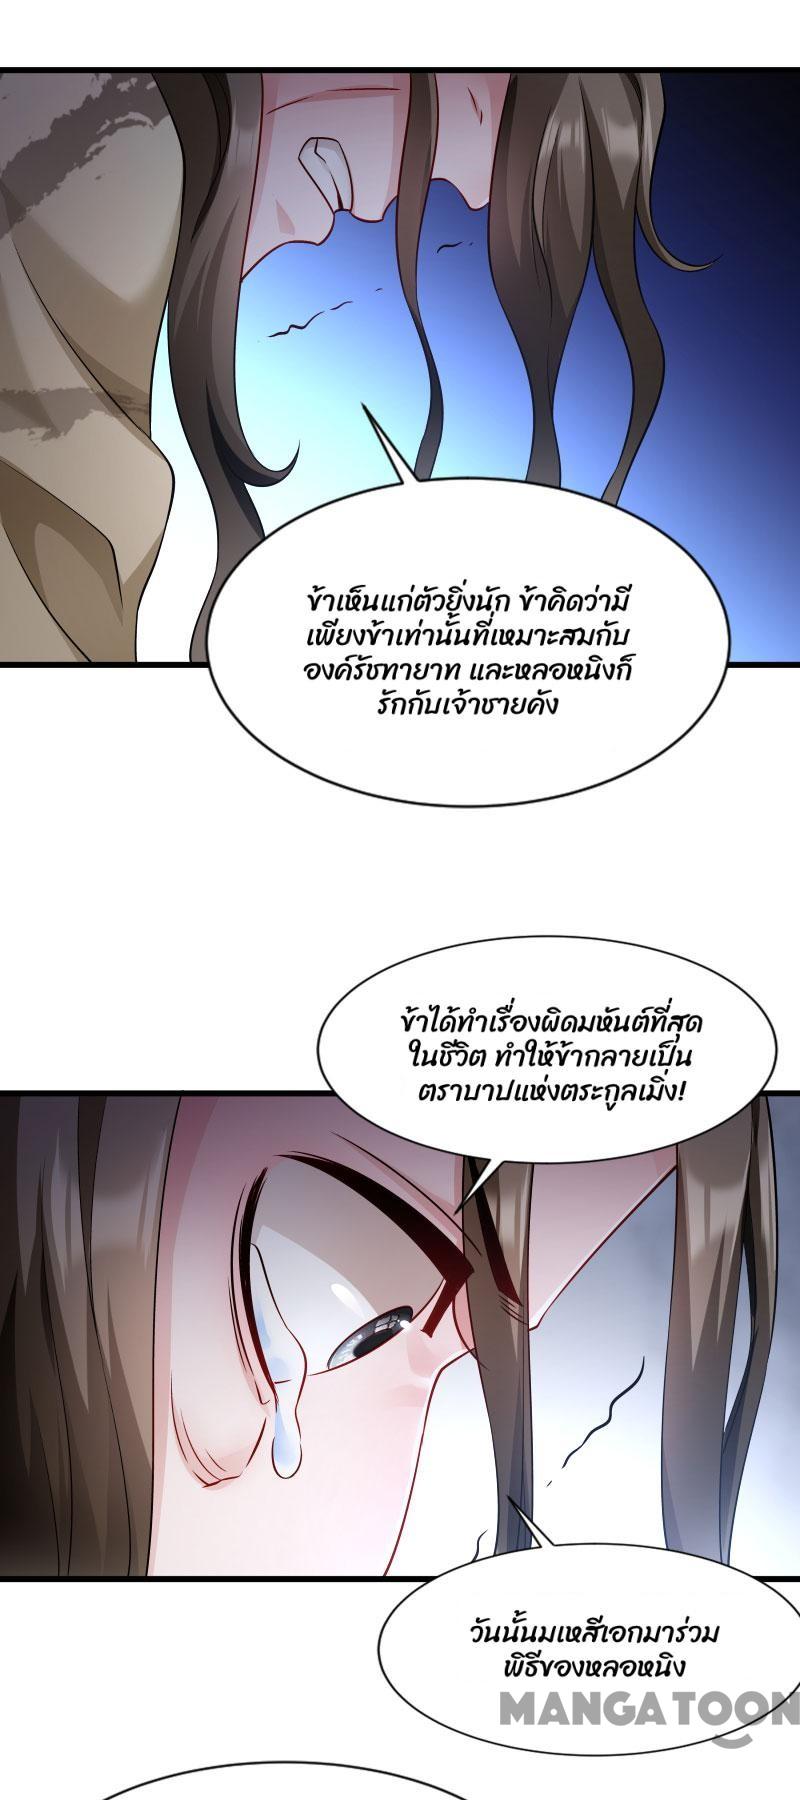 ข้าเห็นแก่ตัวยิ่งนัก ข้าคิดว่ามี
เพียงข้าเท่านั้นที่เหมาะสมกับ
องค์รัชทายาท และหลอหนิงก็
รักกับเจ้าชายคัง
ข้าได้ทำเรื่องผิดมหันต์ที่สุด
ในชีวิต ทำให้ข้ากลายเป็น
ตราบาปแห่งตระกูลเมิ่ง!
วันนั้นมเหสีเอกมาร่วม
พิธีของหลอหนิง
MANGATOON